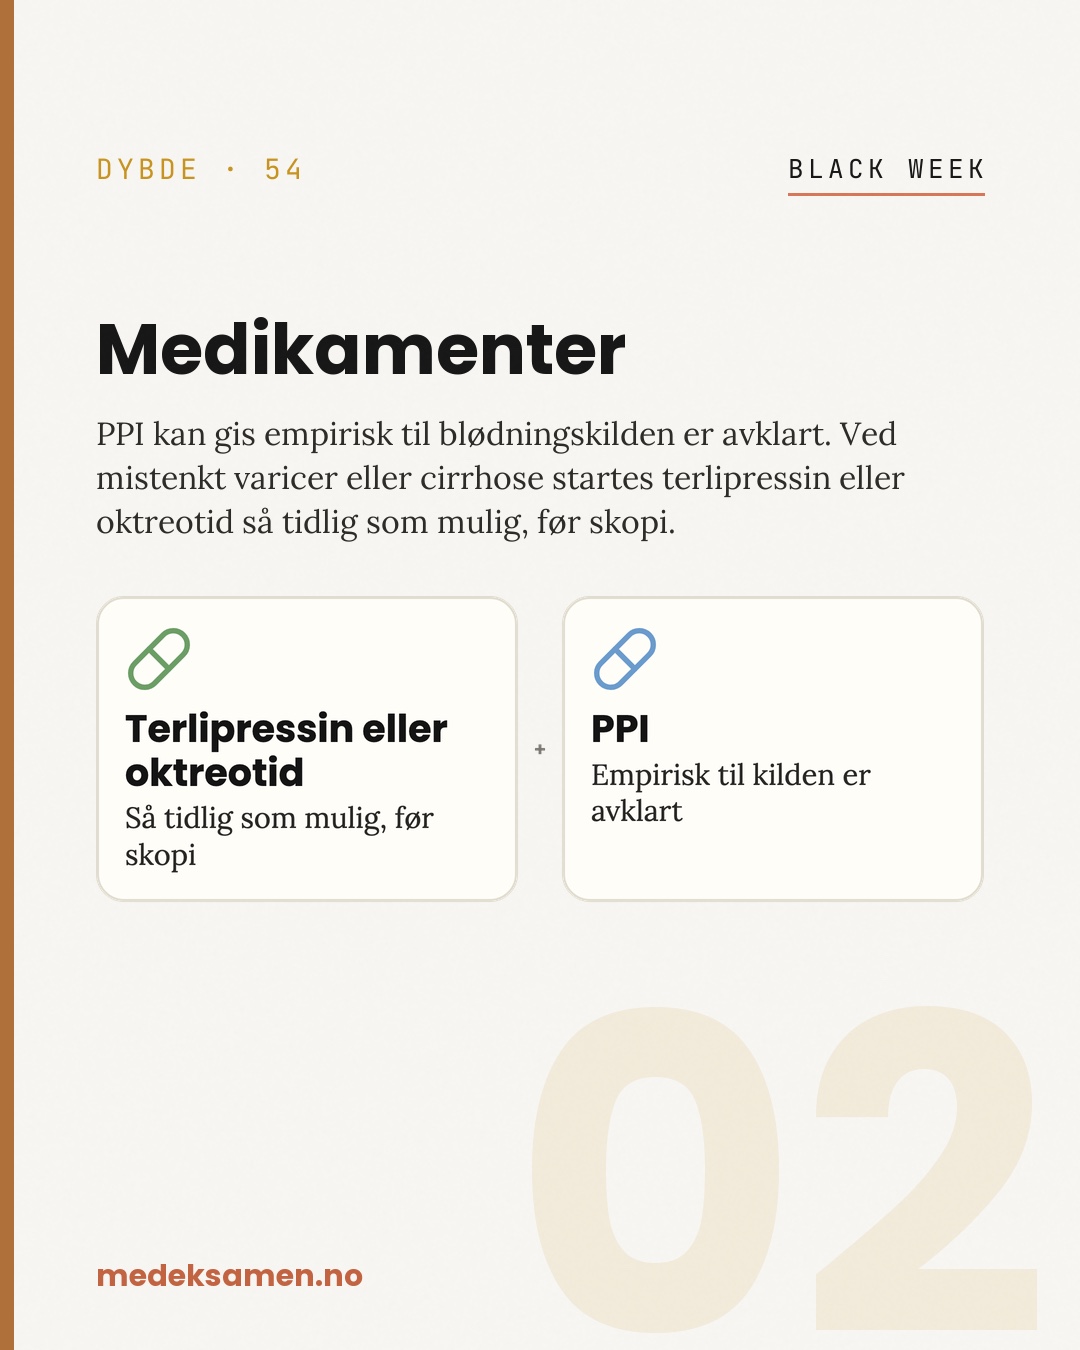 DYBDE · 54
BLACK WEEK
Medikamenter
PPI kan gis empirisk til blødningskilden er avklart. Ved
mistenkt varicer eller cirrhose startes terlipressin eller
oktreotid så tidlig som mulig, før skopi.
Terlipressin eller
oktreotid
Så tidlig som mulig, før
skopi
+
PPI
Empirisk til kilden er
avklart
02
medeksamen.no